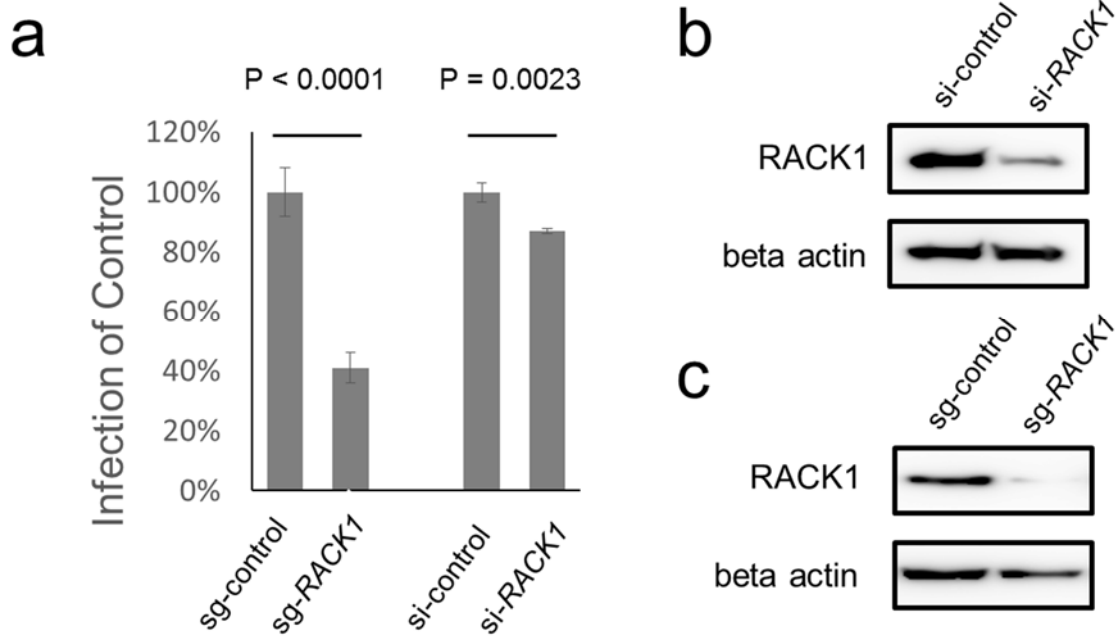 a
P < 0.0001 P = 0.0023
120%
100%
80%
60%
40%
20%
0%
Infection of Control
sg-control
sg-RACK1
si-control
si-RACK1
b
si-control
si-RACK1
RACK1
beta actin
c
sg-control
sg-RACK1
RACK1
beta actin